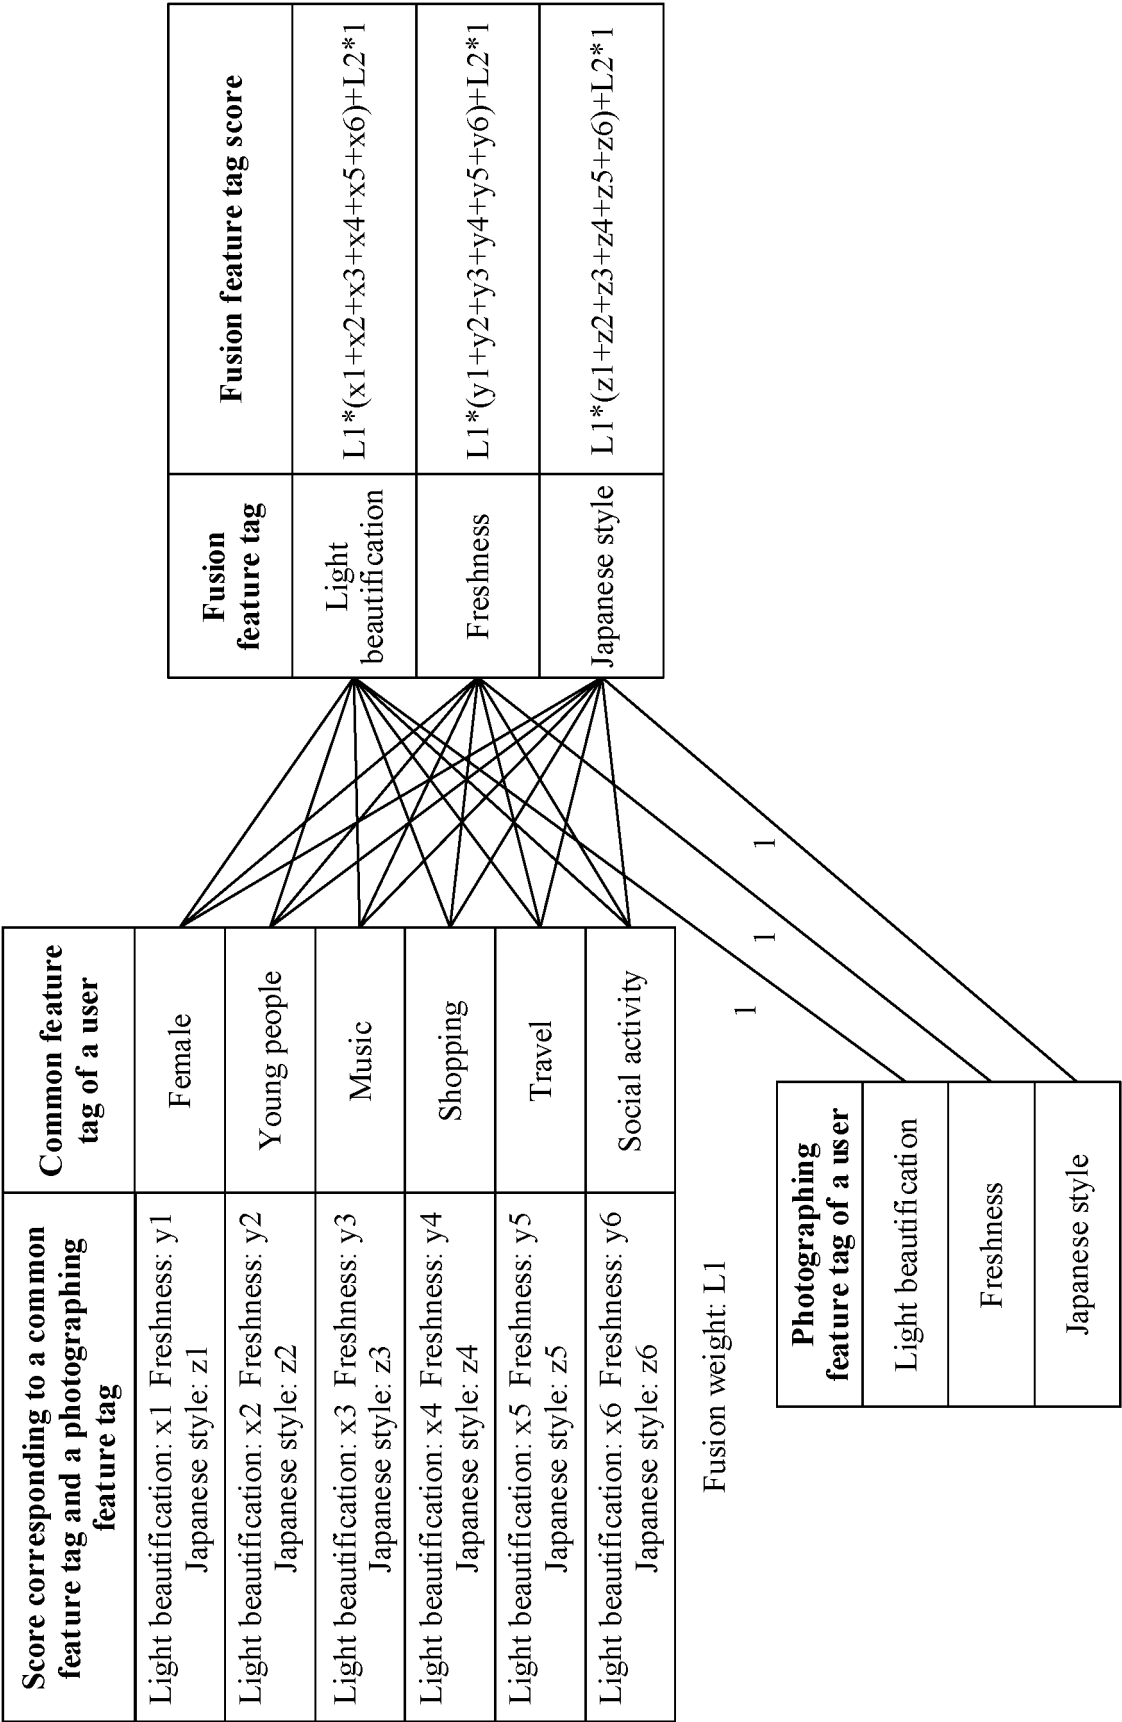 Score corresponding to a common
feature tag and a photographing
feature tag
Common feature
tag of a user
Light beautification: x1 Freshness: y1
Japanese style: z1
Female
Light beautification: x2 Freshness: y2
Japanese style: z2
Young people
Light beautification: x3 Freshness: y3
Japanese style: z3
Music
Light beautification: x4 Freshness: y4
Japanese style: z4
Shopping
Light beautification: x5 Freshness: y5
Japanese style: z5
Travel
Light beautification: x6 Freshness: y6
Japanese style: z6
Social activity
Fusion weight: L1
Photographing
feature tag of a user
Light beautification
Freshness
Japanese style
1
1
1
Fusion
feature tag
Fusion feature tag score
Light
beautification
L1*(x1+x2+x3+x4+x5+x6)+L2*1
Freshness
L1*(y1+y2+y3+y4+y5+y6)+L2*1
Japanese style
L1*(z1+z2+z3+z4+z5+z6)+L2*1